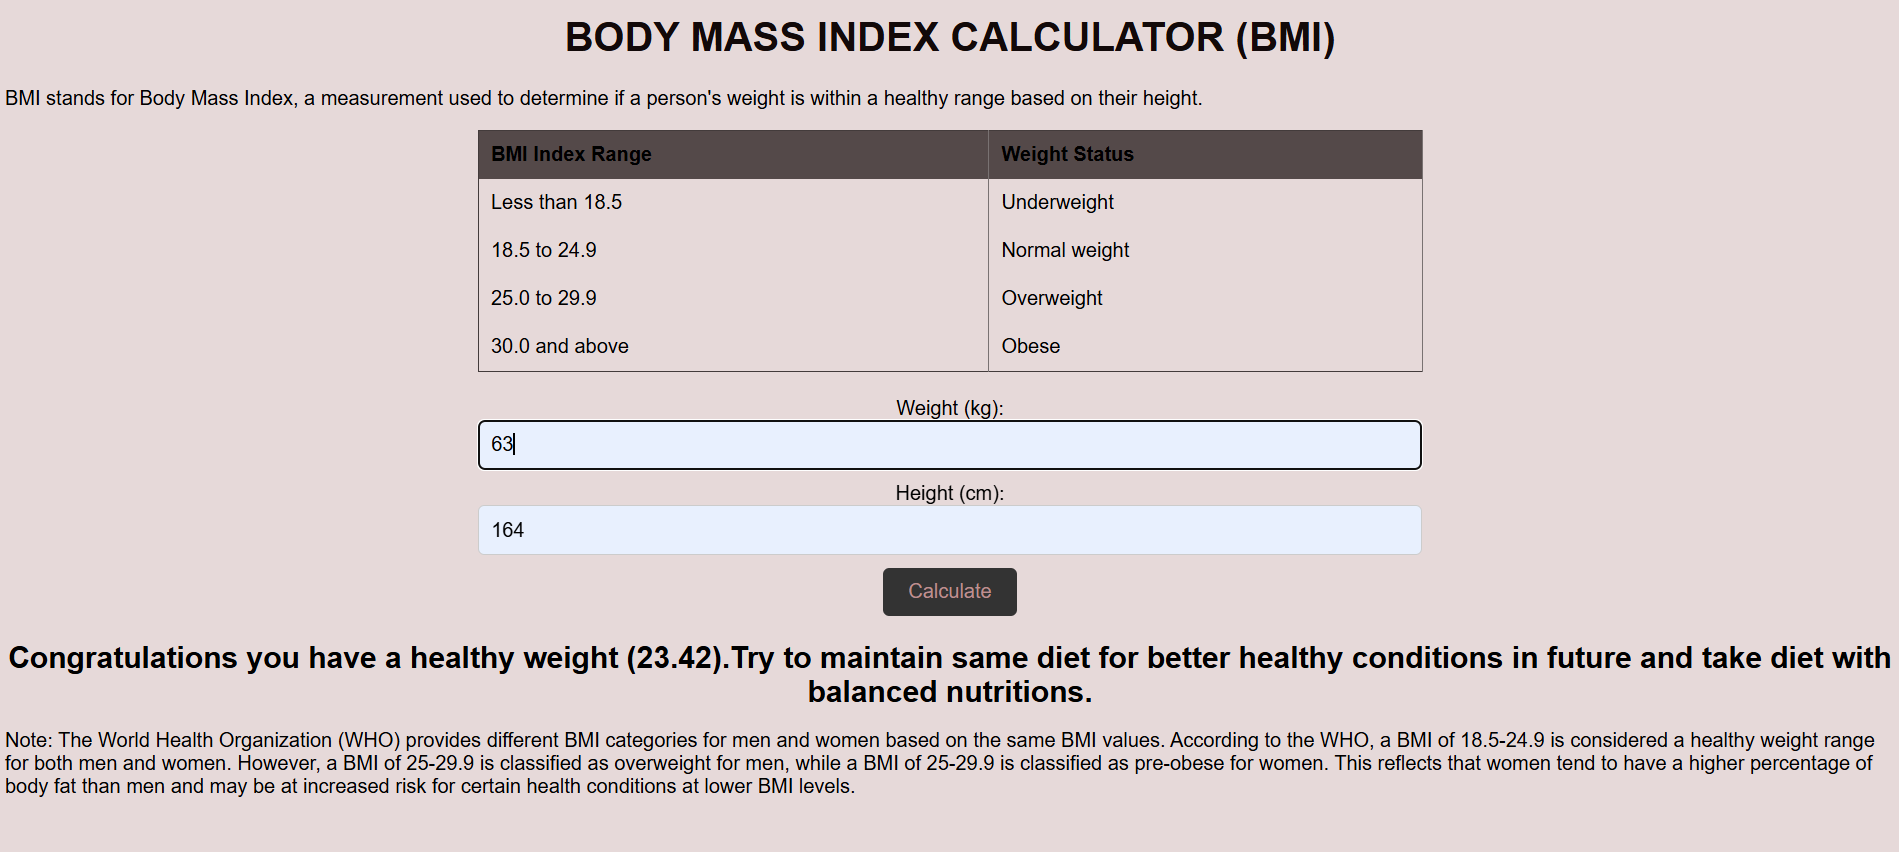 BODY MASS INDEX CALCULATOR (BMI)
BMI stands for Body Mass Index, a measurement used to determine if a person's weight is within a healthy range based on their height.
BMI Index Range Weight Status
Less than 18.5 Underweight
18.5 to 24.9 Normal weight
25.0 to 29.9 Overweight
30.0 and above Obese
Weight (kg):
63
Height (cm):
164
Calculate
Congratulations you have a healthy weight (23.42).Try to maintain same diet for better healthy conditions in future and take diet with
balanced nutritions.
Note: The World Health Organization (WHO) provides different BMI categories for men and women based on the same BMI values. According to the WHO, a BMI of 18.5-24.9 is considered a healthy weight range
for both men and women. However, a BMI of 25-29.9 is classified as overweight for men, while a BMI of 25-29.9 is classified as pre-obese for women. This reflects that women tend to have a higher percentage of
body fat than men and may be at increased risk for certain health conditions at lower BMI levels.